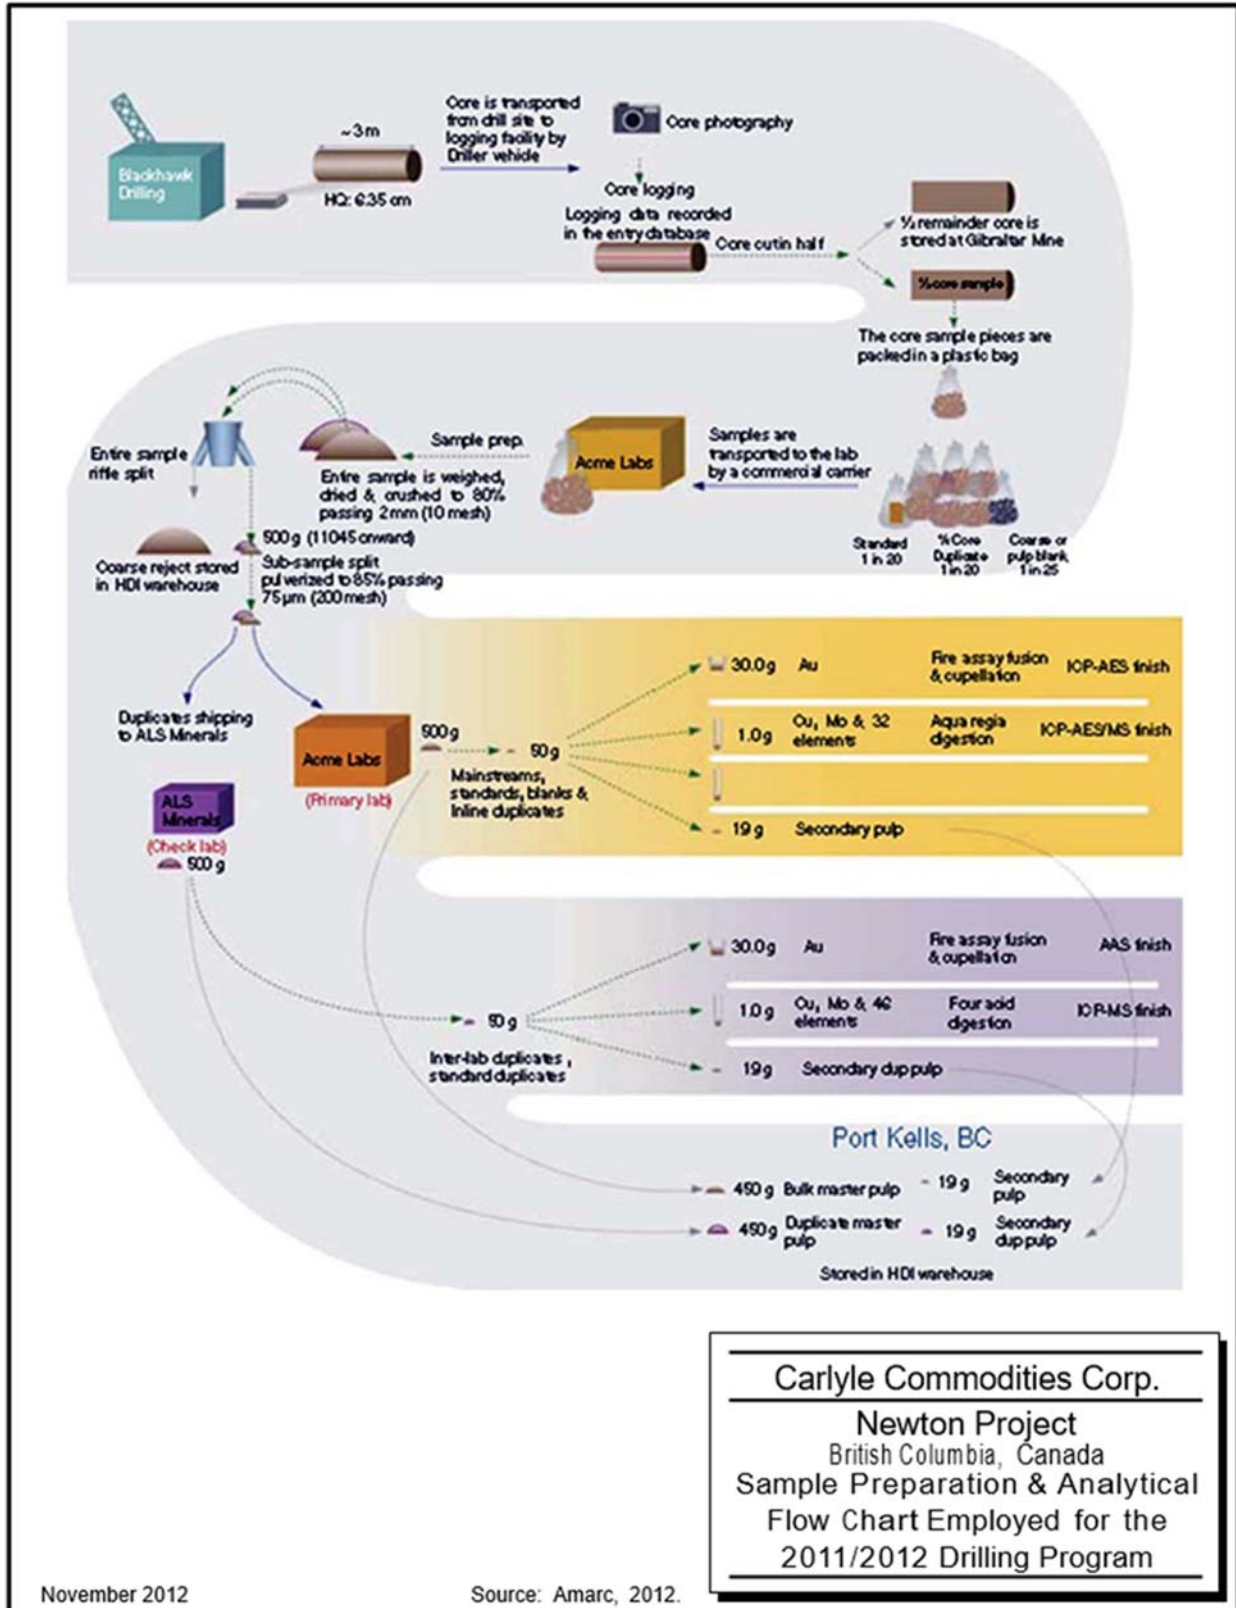 Blackhawk
Drilling
~3m
HQ: 6.35 cm
Core is transported
from drill site to
logging facility by
Driller vehicle
Core photography
Core logging
Logging data recorded
in the entry database
Core cut in half
½ remainder core is
stored at Gibraltar Mine
½ core sample
The core sample pieces are
packed in a plastic bag
Entire sample
riffle split
Sample prep.
Acme Labs
Samples are
transported to the lab
by a commercial carrier
Entire sample is weighed,
dried & crushed to 80%
passing 2mm (10 mesh)
Standard
1 in 20
Core
Duplicate
1 in 20
Coarse or
pulp blank
1 in 25
500g (11045 onward)
Coarse reject stored
in HDI warehouse
Sub-sample split
pulverized to 85% passing
75µm (200 mesh)
Duplicates shipping
to ALS Minerals
Acme Labs
(Primary lab)
500g
50g
Mainstreams,
standards, blanks &
Inline duplicates
30.0g Au Fire assay fusion
& cupellation ICP-AES finish
1.0g Cu, Mo & 32
elements Aqua regia
digestion ICP-AES/MS finish
19g Secondary pulp
ALS
Minerals
(Check lab)
500g
50g
Inter-lab duplicates,
standard duplicates
30.0g Au Fire assay fusion
& cupellation AAS finish
1.0g Cu, Mo & elements Four acid
digestion ICP-MS finish
19g Secondary dup pulp
Port Kells, BC
450g Bulk master pulp 19g Secondary
pulp
450g Duplicate master
pulp 19g Secondary
dup pulp
Stored in HDI warehouse
Carlyle Commodities Corp.
Newton Project
British Columbia, Canada
Sample Preparation & Analytical
Flow Chart Employed for the
2011/2012 Drilling Program
November 2012
Source: Amarc, 2012.